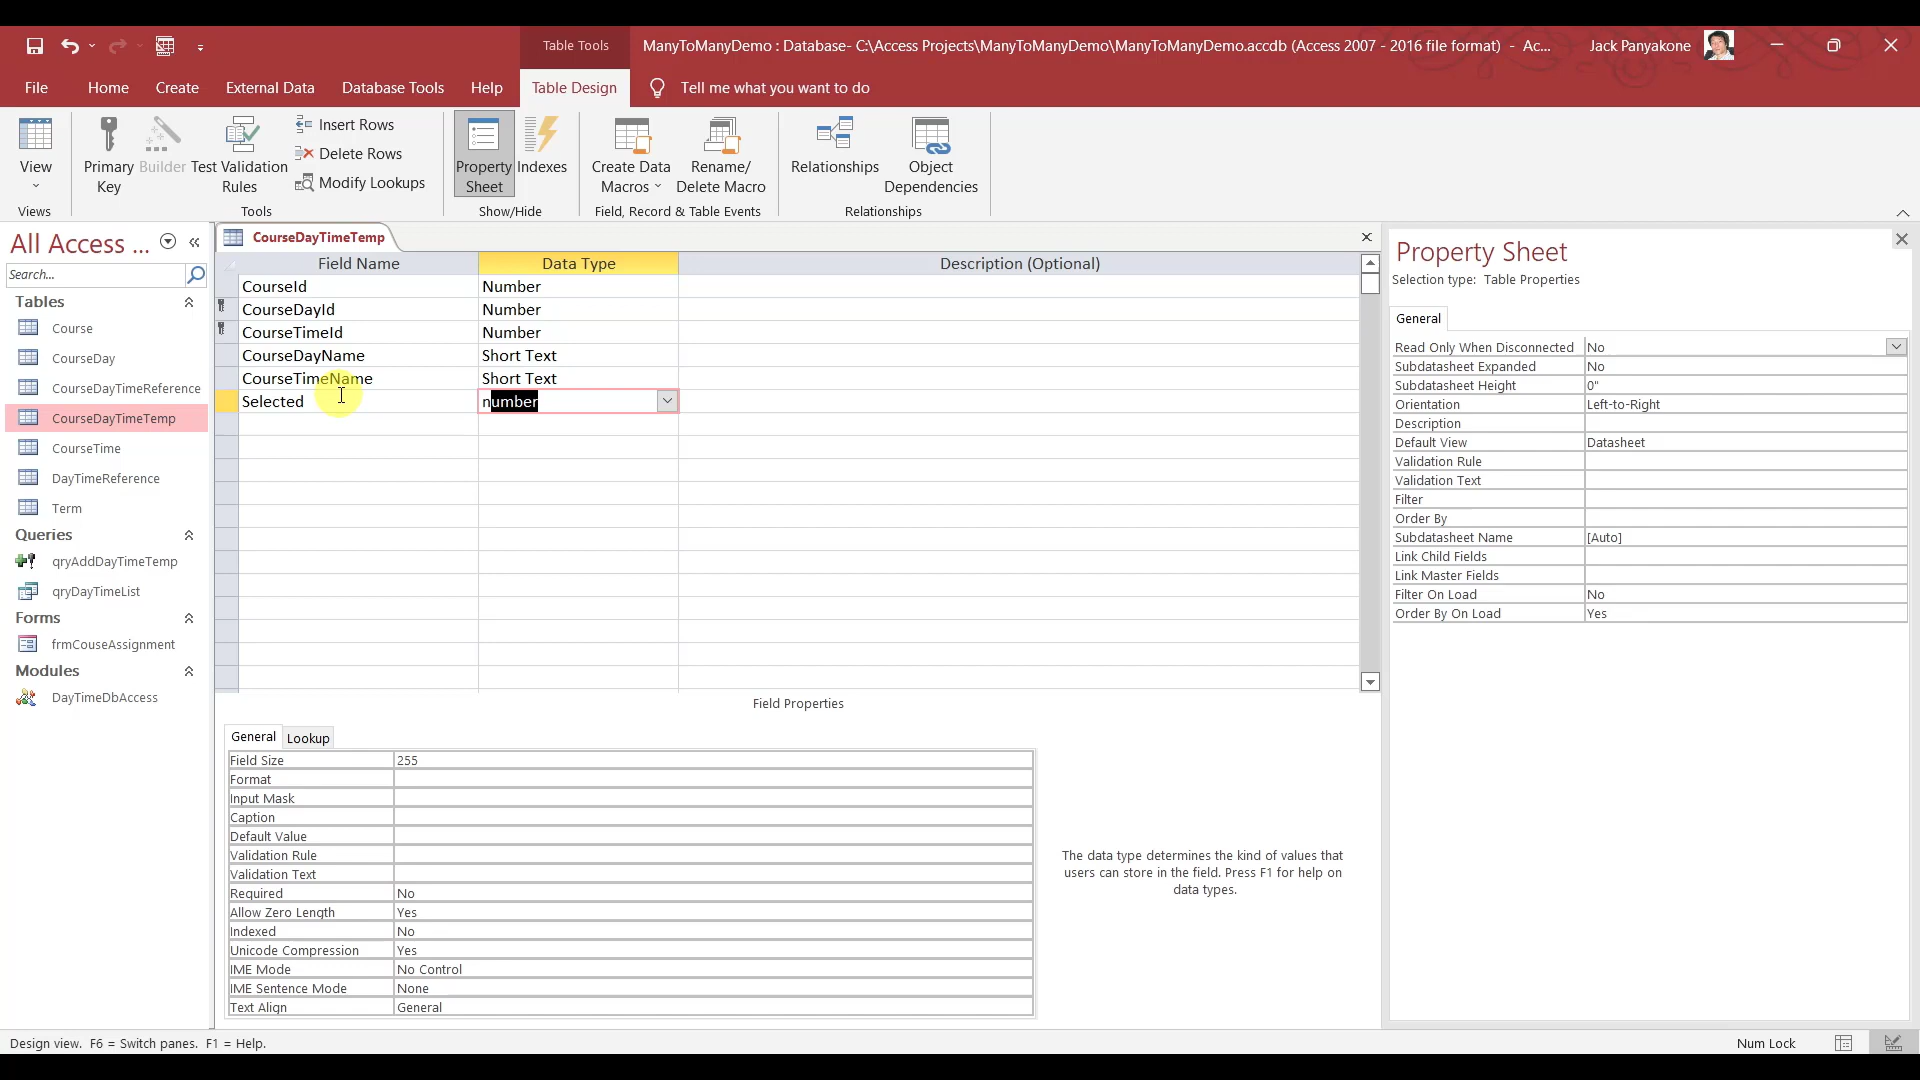 Table Tools
ManyToManyDemo : Database- C:\Access Projects\ManyToManyDemo\ManyToManyDemo.accdb (Access 2007 - 2016 file format) - Ac...
Jack Panyakone
File
Home
Create
External Data
Database Tools
Help
Table Design
Tell me what you want to do
View
Primary Key
Builder
Test Validation Rules
Insert Rows
Delete Rows
Modify Lookups
Property Sheet
Indexes
Create Data Macros
Rename/ Delete Macro
Relationships
Object Dependencies
Views
Tools
Show/Hide
Field, Record & Table Events
Relationships
All Access ...
Search...
Tables
Course
CourseDay
CourseDayTimeReference
CourseDayTimeTemp
CourseTime
DayTimeReference
Term
Queries
qryAddDayTimeTemp
qryDayTimeList
Forms
frmCouseAssignment
Modules
DayTimeDbAccess
CourseDayTimeTemp
Field Name Data Type Description (Optional)
CourseId Number
CourseDayId Number
CourseTimeId Number
CourseDayName Short Text
CourseTimeName Short Text
Selected number
Field Properties
General Lookup
Field Size 255
Format
Input Mask
Caption
Default Value
Validation Rule
Validation Text
Required No
Allow Zero Length Yes
Indexed No
Unicode Compression Yes
IME Mode No Control
IME Sentence Mode None
Text Align General
The data type determines the kind of values that
users can store in the field. Press F1 for help on
data types.
Property Sheet
Selection type: Table Properties
General
Read Only When Disconnected No
Subdatasheet Expanded No
Subdatasheet Height 0"
Orientation Left-to-Right
Description
Default View Datasheet
Validation Rule
Validation Text
Filter
Order By
Subdatasheet Name [Auto]
Link Child Fields
Link Master Fields
Filter On Load No
Order By On Load Yes
Design view. F6 = Switch panes. F1 = Help.
Num Lock